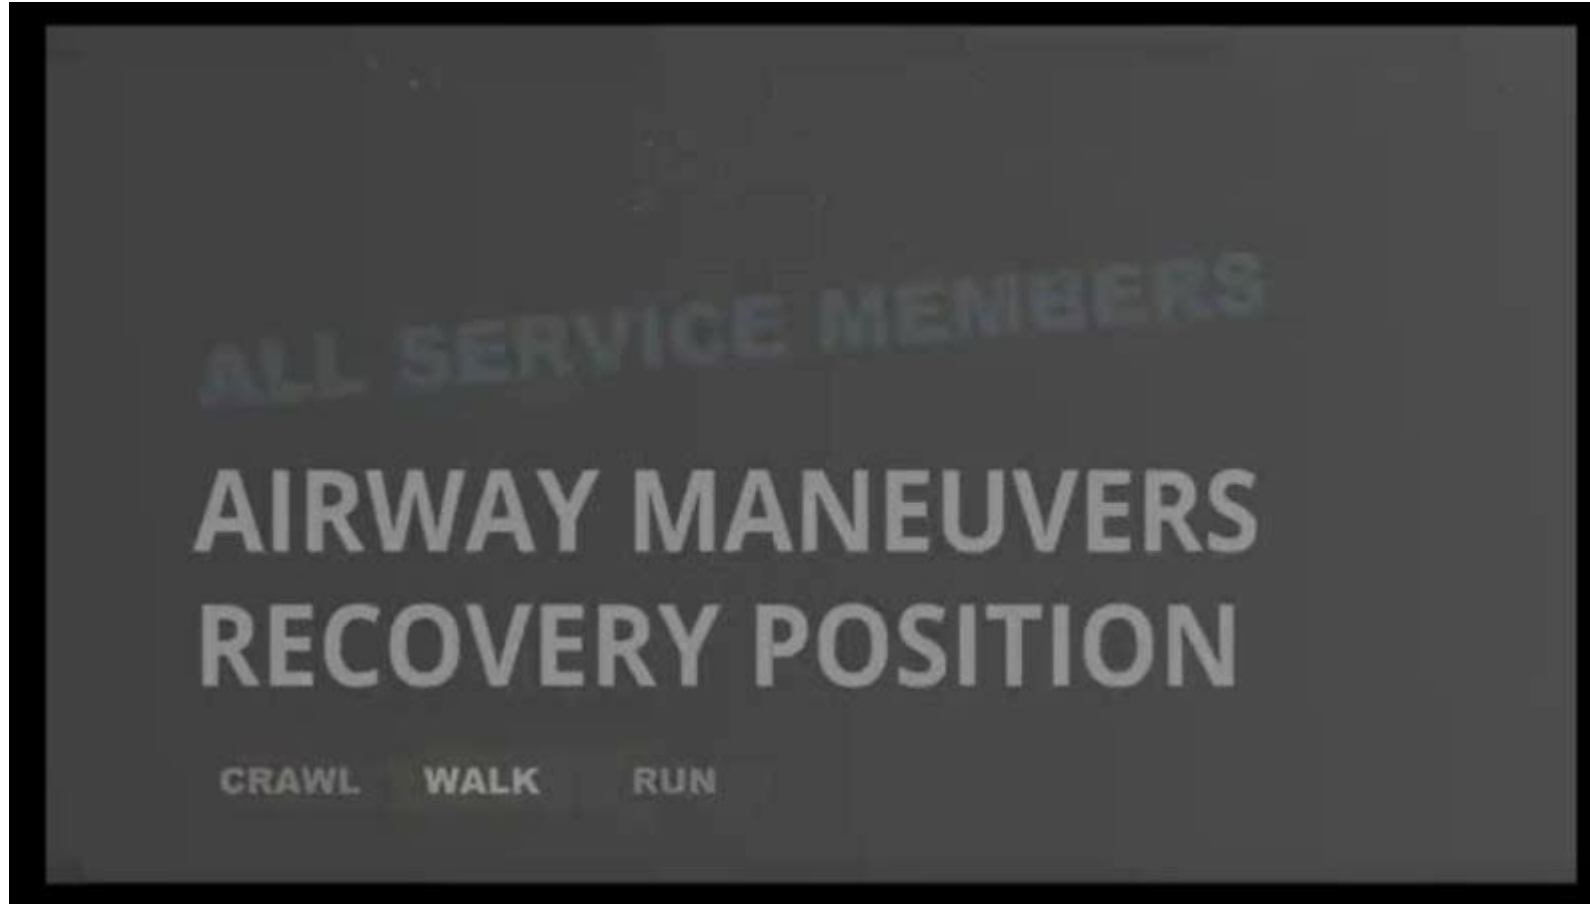 ALL SERVICE MEMBERS
AIRWAY MANEUVERS
RECOVERY POSITION
CRAWL WALK RUN